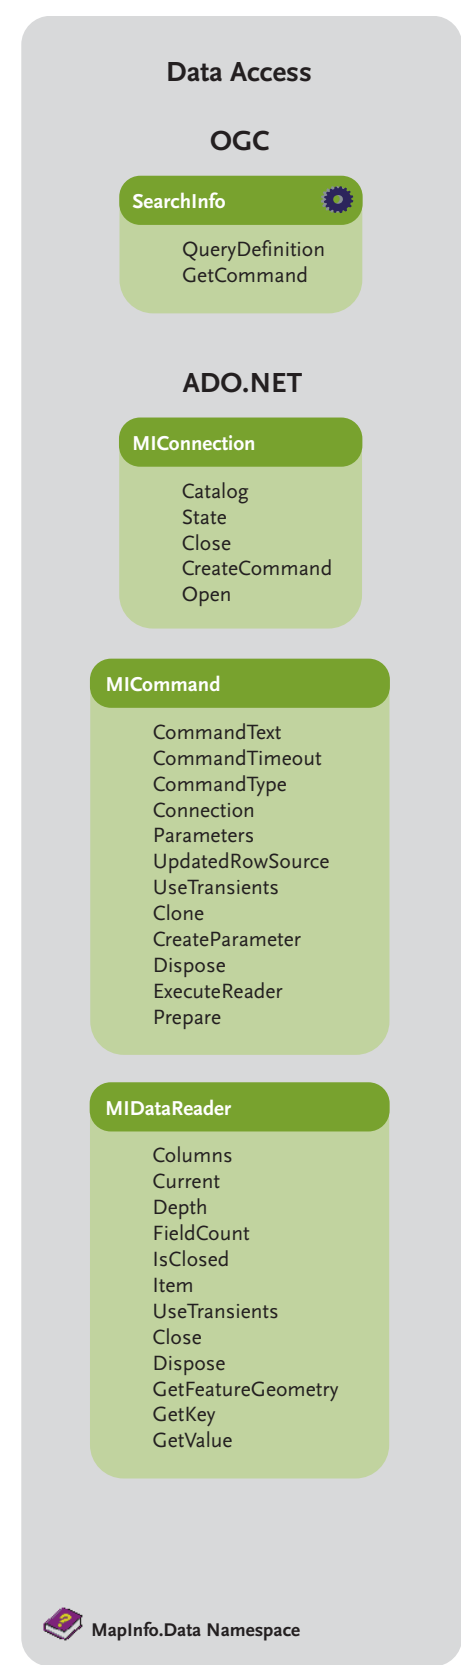 Data Access
OGC
SearchInfo
QueryDefinition
GetCommand
ADO.NET
MIConnection
Catalog
State
Close
CreateCommand
Open
MICommand
CommandText
CommandTimeout
CommandType
Connection
Parameters
UpdatedRowSource
UseTransients
Clone
CreateParameter
Dispose
ExecuteReader
Prepare
MIDataReader
Columns
Current
Depth
FieldCount
IsClosed
Item
UseTransients
Close
Dispose
GetFeatureGeometry
GetKey
GetValue
?
MapInfo.Data Namespace